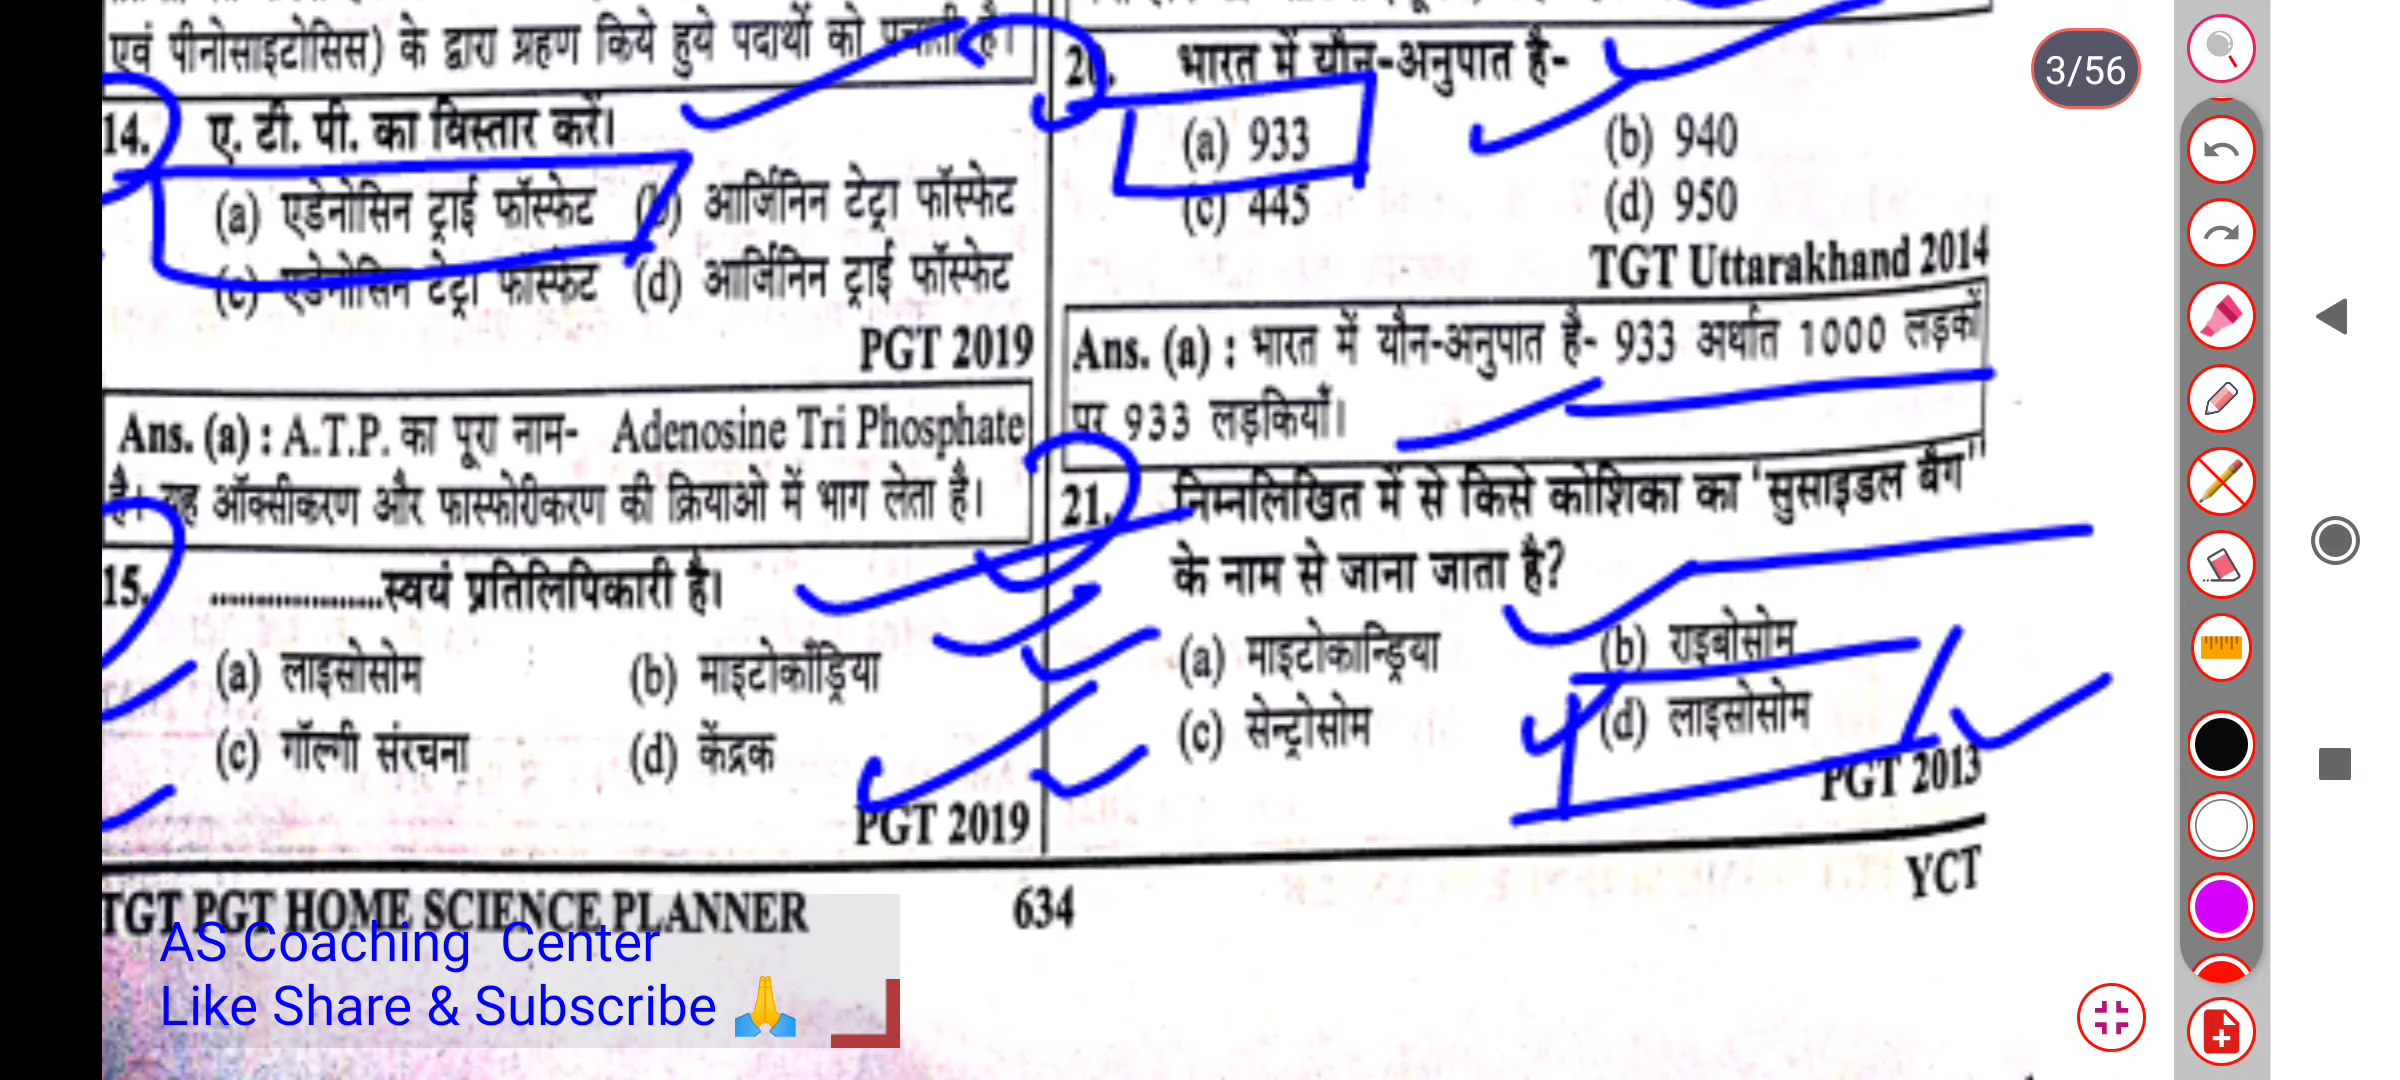 एवं पीनोसाइटोसिस) के द्वारा ग्रहण किये हुये पदार्थों को पचाती है।
14. ए. टी. पी. का विस्तार करें।
(a) एडेनोसिन ट्राई फॉस्फेट (b) आर्जिनिन टेट्रा फॉस्फेट
(c) एडेनोसिन टेट्रा फॉस्फेट (d) आर्जिनिन ट्राई फॉस्फेट
PGT 2019
Ans. (a) : A.T.P. का पूरा नाम- Adenosine Tri Phosphate
है। यह ऑक्सीकरण और फास्फोरीकरण की क्रियाओ में भाग लेता है।
15. ....................स्वयं प्रतिलिपिकारी है।
(a) लाइसोसोम (b) माइटोकॉंड्रिया
(c) गॉल्गी संरचना (d) केंद्रक
PGT 2019
20. भारत में यौन-अनुपात है-
(a) 933 (b) 940
(c) 445 (d) 950
TGT Uttarakhand 2014
Ans. (a) : भारत में यौन-अनुपात है- 933 अर्थात 1000 लड़कों
पर 933 लड़कियाँ।
21. निम्नलिखित में से किसे कोशिका का 'सुसाइडल बैग''
के नाम से जाना जाता है?
(a) माइटोकान्ड्रिया (b) राइबोसोम
(c) सेन्ट्रोसोम (d) लाइसोसोम
PGT 2013
TGT PGT HOME SCIENCE PLANNER 634 YCT
AS Coaching Center
Like Share & Subscribe 🙏
3/56